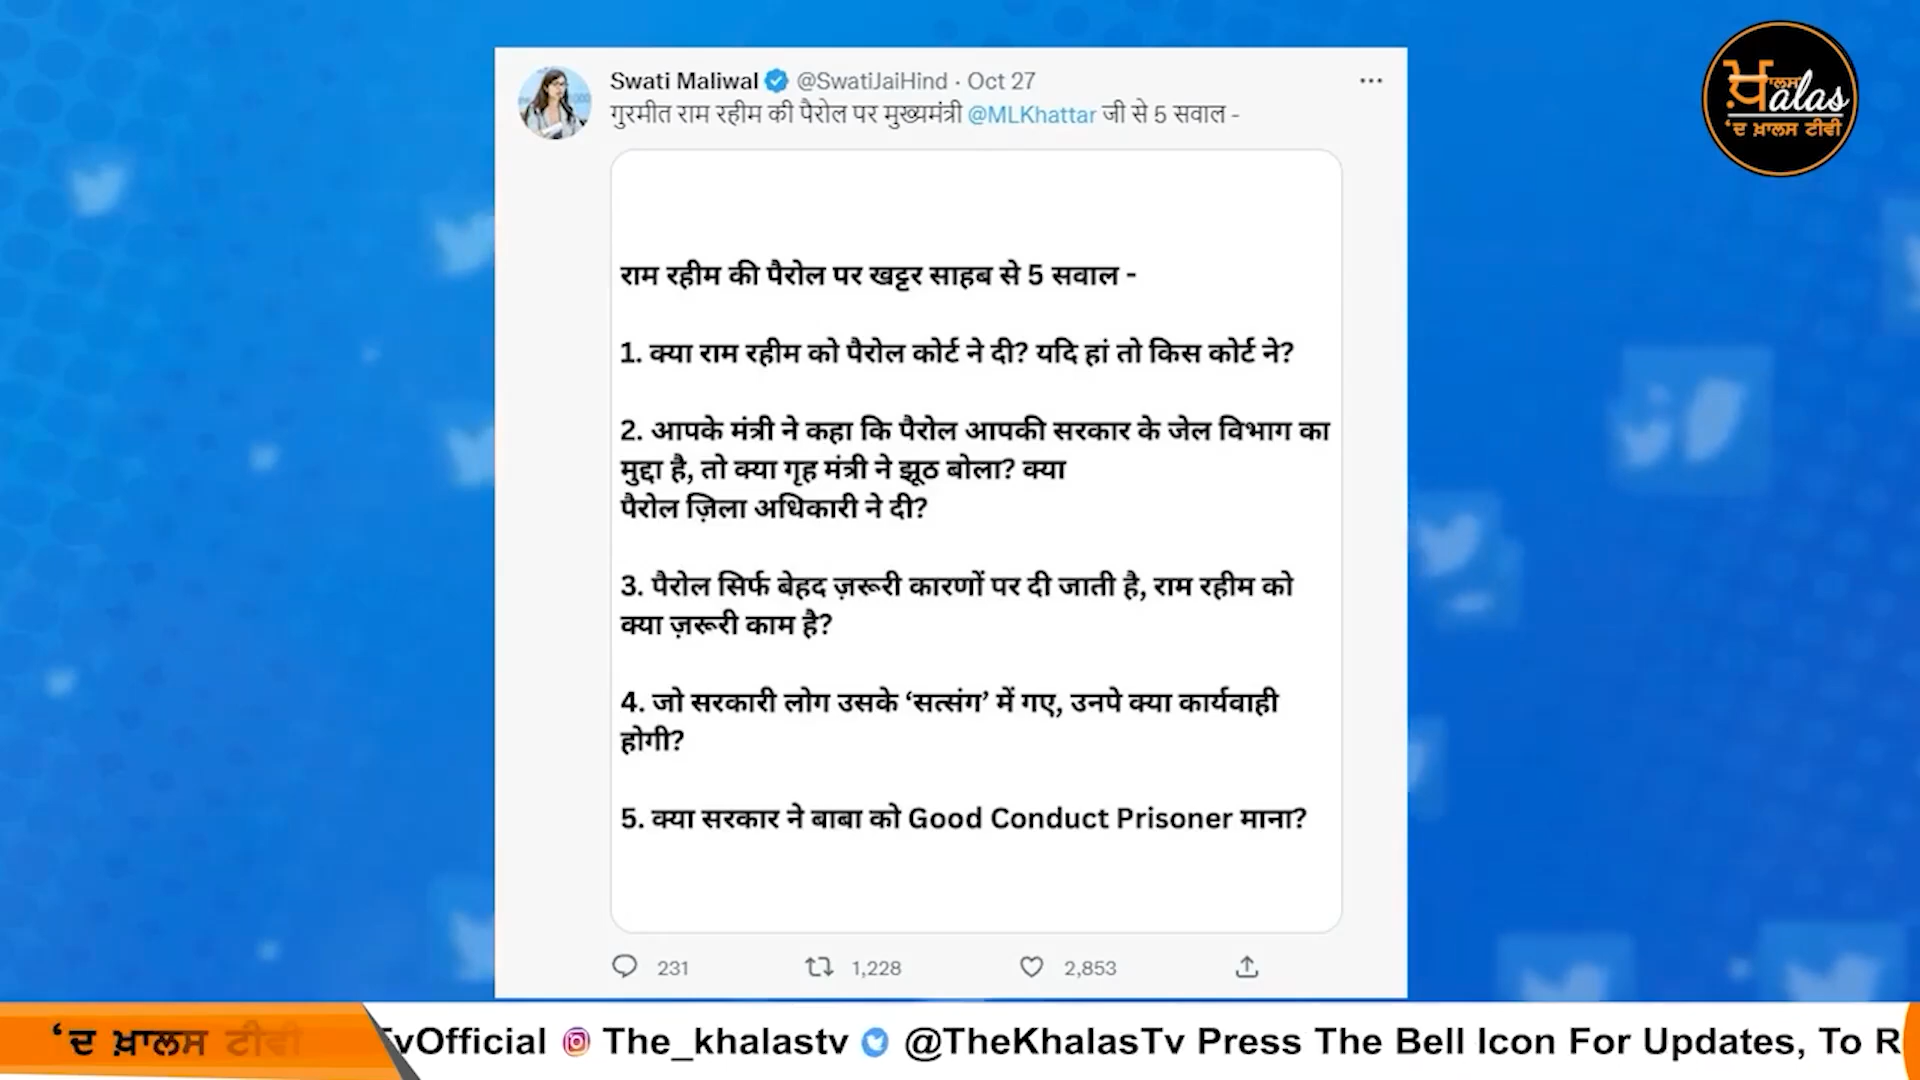 Swati Maliwal @SwatiJaiHind · Oct 27
गुरमीत राम रहीम की पैरोल पर मुख्यमंत्री @MLKhattar जी से 5 सवाल -
राम रहीम की पैरोल पर खट्टर साहब से 5 सवाल -
1. क्या राम रहीम को पैरोल कोर्ट ने दी? यदि हां तो किस कोर्ट ने?
2. आपके मंत्री ने कहा कि पैरोल आपकी सरकार के जेल विभाग का
मुद्दा है, तो क्या गृह मंत्री ने झूठ बोला? क्या
पैरोल ज़िला अधिकारी ने दी?
3. पैरोल सिर्फ बेहद ज़रूरी कारणों पर दी जाती है, राम रहीम को
क्या ज़रूरी काम है?
4. जो सरकारी लोग उसके ‘सत्संग’ में गए, उनपे क्या कार्यवाही
होगी?
5. क्या सरकार ने बाबा को Good Conduct Prisoner माना?
231 1,228 2,853
ਖ਼ਾਲਸ
alas
‘ਦ ਖ਼ਾਲਸ ਟੀਵੀ
‘ਦ ਖ਼ਾਲਸ ਟੀਵੀ
vOfficial The_khalastv @TheKhalasTv Press The Bell Icon For Updates, To R